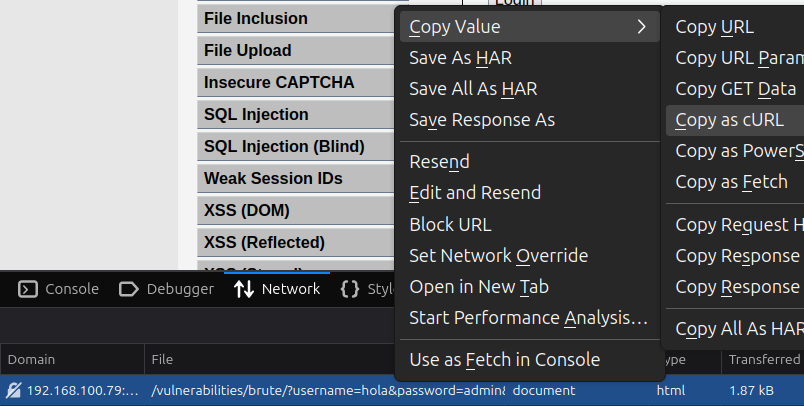 Login
File Inclusion
File Upload
Insecure CAPTCHA
SQL Injection
SQL Injection (Blind)
Weak Session IDs
XSS (DOM)
XSS (Reflected)
Copy Value
Save As HAR
Save All As HAR
Save Response As
Resend
Edit and Resend
Block URL
Set Network Override
Open in New Tab
Start Performance Analysis…
Use as Fetch in Console
Copy URL
Copy URL Param
Copy GET Data
Copy as cURL
Copy as PowerS
Copy as Fetch
Copy Request H
Copy Response
Copy Response
Copy All As HAR
Console
Debugger
Network
{} Style
Domain
File
ype
Transferred
192.168.100.79:...
/vulnerabilities/brute/?username=hola&password=admin&
document
html
1.87 kB